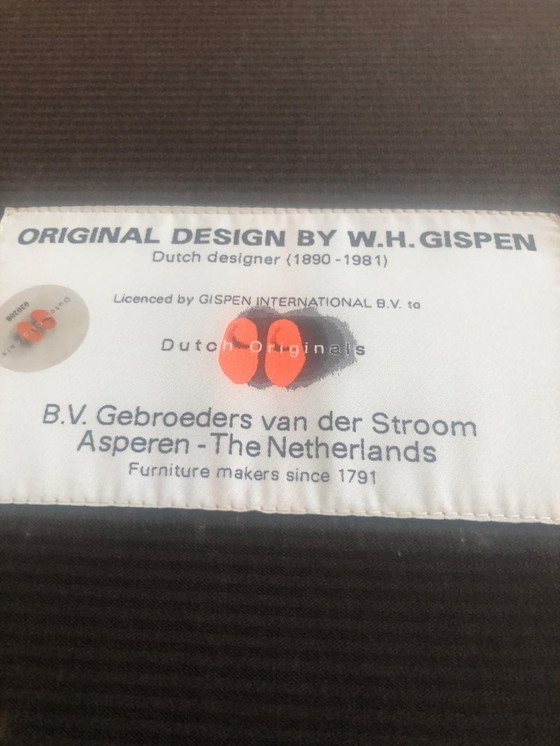 ORIGINAL DESIGN BY W.H. GISPEN
Dutch designer (1890-1981)
Licenced by GISPEN INTERNATIONAL B.V. to
Dutch Originals
B.V. Gebroeders van der Stroom
Asperen - The Netherlands
Furniture makers since 1791